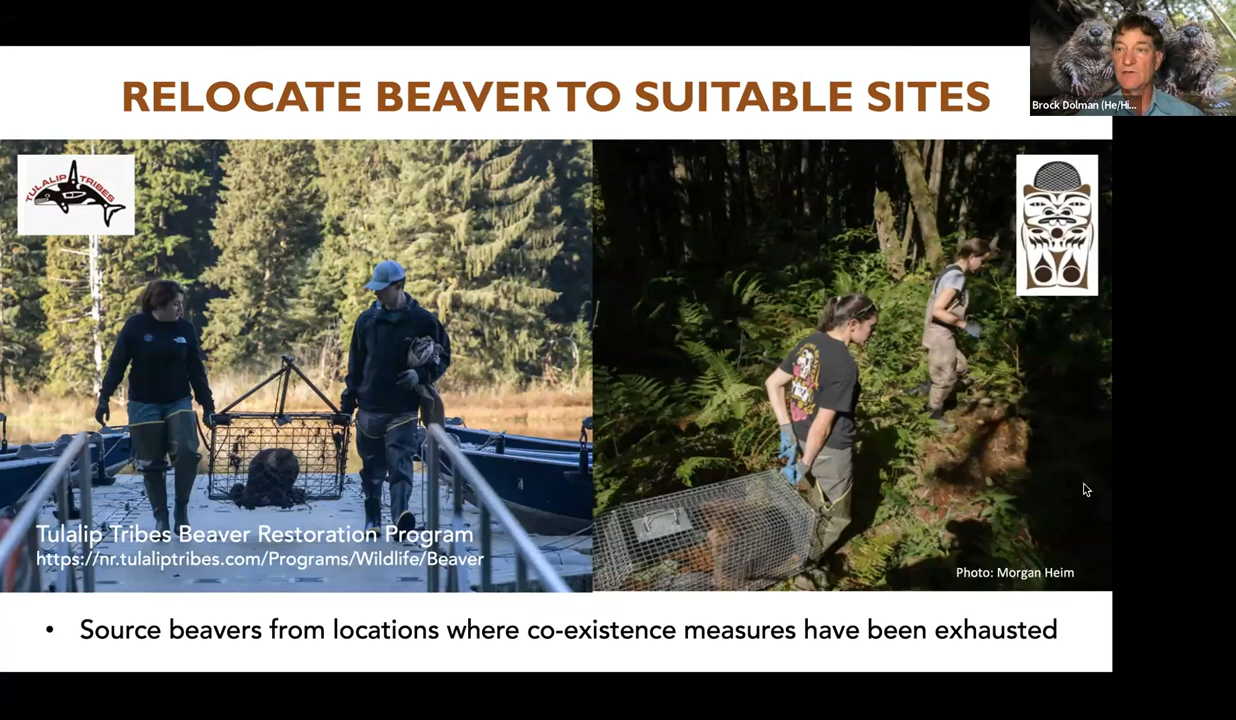 RELOCATE BEAVER TO SUITABLE SITES
Brock Dolman (He/Hi...
TULALIP TRIBES
Tulalip Tribes Beaver Restoration Program
https://nr.tulaliptribes.com/Programs/Wildlife/Beaver
Photo: Morgan Heim
• Source beavers from locations where co-existence measures have been exhausted